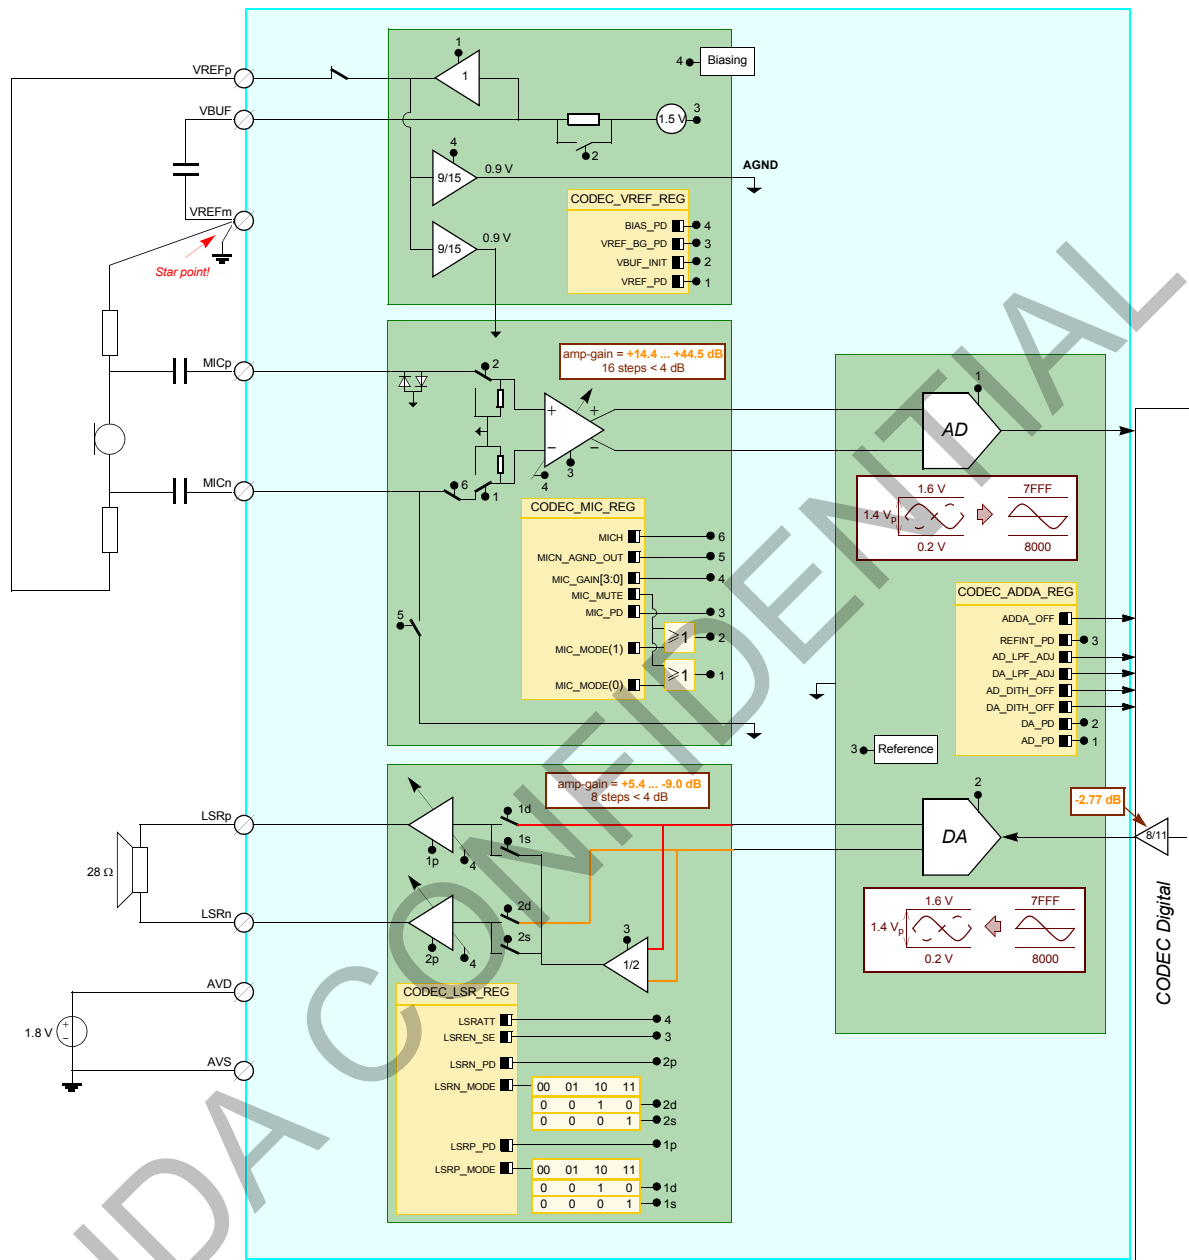 VREFp
VBUF
VREFm
Star point!
MICp
MICn
LSRp
28 Ω
LSRn
AVD
1.8 V
AVS
1
1
4
Biasing
1.5 V
3
2
4
9/15
0.9 V
AGND
9/15
0.9 V
CODEC_VREF_REG
BIAS_PD
4
VREF_BG_PD
3
VBUF_INIT
2
VREF_PD
1
amp-gain = +14.4 ... +44.5 dB
16 steps < 4 dB
2
+
+
−
−
3
4
6
1
5
CODEC_MIC_REG
MICH
6
MICN_AGND_OUT
5
MIC_GAIN[3:0]
4
MIC_MUTE
MIC_PD
3
≥1
2
MIC_MODE(1)
≥1
1
MIC_MODE(0)
1
AD
1.6 V
7FFF
1.4 Vp
0.2 V
8000
CODEC_ADDA_REG
ADDA_OFF
REFINT_PD
3
AD_LPF_ADJ
DA_LPF_ADJ
AD_DITH_OFF
DA_DITH_OFF
DA_PD
2
AD_PD
1
3
Reference
2
DA
-2.77 dB
8/11
1.6 V
7FFF
1.4 Vp
0.2 V
8000
CODEC Digital
amp-gain = +5.4 ... -9.0 dB
8 steps < 4 dB
1d
1s
1p
4
2d
2s
2p
4
3
1/2
CODEC_LSR_REG
LSRATT
4
LSREN_SE
3
LSRN_PD
2p
LSRN_MODE
00 01 10 11
0 0 1 0
2d
0 0 0 1
2s
LSRP_PD
1p
LSRP_MODE
00 01 10 11
0 0 1 0
1d
0 0 0 1
1s
+
−
NDA CONFIDENTIAL